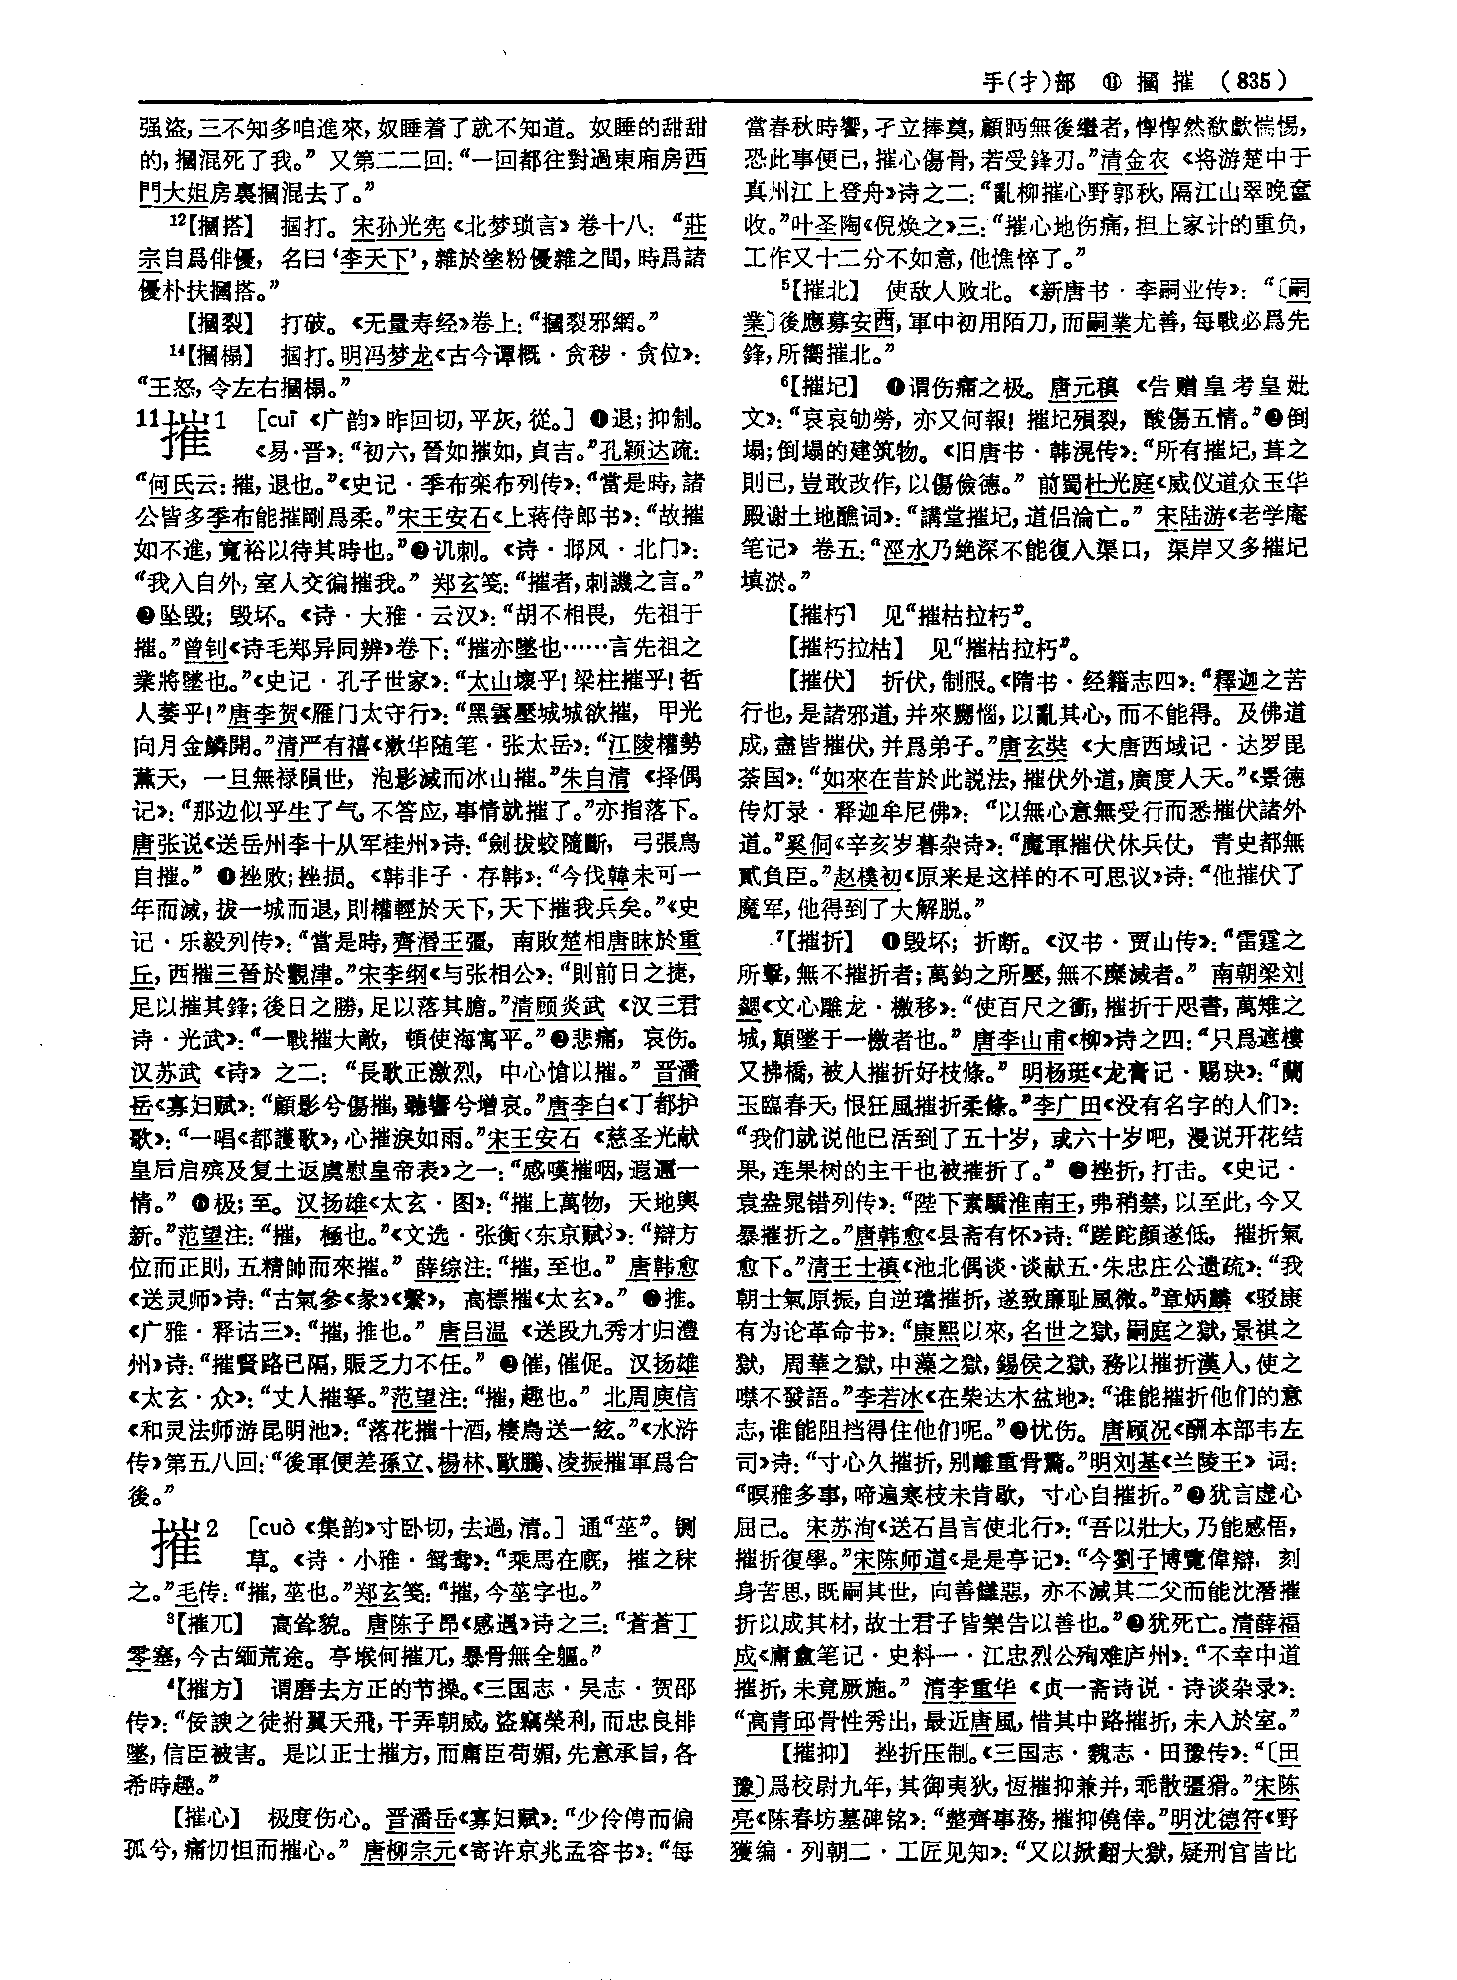 手(扌)部 ⑪ 摑 摧 (835)
强盗,三不知多咱進來,奴睡着了就不知道。奴睡的甜甜
的,摑混死了我。”又第二二回:“一回都往對過東廂房西
門大姐房裏摑混去了。”
12【摑搭】 掴打。宋孙光宪《北梦琐言》卷十八:“莊
宗自爲俳優,名曰‘李天下’,雜於塗粉優雜之間,時爲諸
優朴扶摑搭。”
【摑裂】 打破。《无量寿经》卷上:“摑裂邪網。”
14【摑榻】 掴打。明冯梦龙《古今谭概·贪秽·贪位》:
“王怒,令左右摑榻。”
11摧1 [cuī《广韵》昨回切,平灰,從。] ❶退;抑制。
《易·晋》:“初六,晉如摧如,貞吉。”孔颖达疏:
“何氏云:摧,退也。”《史记·季布栾布列传》:“當是時,諸
公皆多季布能摧剛爲柔。”宋王安石《上蒋侍郎书》:“故摧
如不進,寬裕以待其時也。”❷讥刺。《诗·邶风·北门》:
“我入自外,室人交徧摧我。”郑玄笺:“摧者,刺譏之言。”
❸坠毁;毁坏。《诗·大雅·云汉》:“胡不相畏,先祖于
摧。”曾钊《诗毛郑异同辨》卷下:“摧亦墜也……言先祖之
業將墜也。”《史记·孔子世家》:“太山壞乎!梁柱摧乎!哲
人萎乎!”唐李贺《雁门太守行》:“黑雲壓城城欲摧,甲光
向月金鱗開。”清严有禧《漱华随笔·张太岳》:“江陵權勢
薰天,一旦無禄隕世,泡影滅而冰山摧。”朱自清《择偶
记》:“那边似乎生了气,不答应,事情就摧了。”亦指落下。
唐张说《送岳州李十从军桂州》诗:“劍拔蛟隨斷,弓張鳥
自摧。”❹挫败;挫损。《韩非子·存韩》:“今伐韓未可一
年而滅,拔一城而退,則權輕於天下,天下摧我兵矣。”《史
记·乐毅列传》:“當是時,齊湣王彊,南敗楚相唐眛於重
丘,西摧三晉於觀津。”宋李纲《与张相公》:“則前日之捷,
足以摧其鋒;後日之勝,足以落其膽。”清顾炎武《汉三君
诗·光武》:“一戰摧大敵,頓使海寓平。”❺悲痛,哀伤。
汉苏武《诗》之二:“長歌正激烈,中心愴以摧。”晋潘
岳《寡妇赋》:“顧影兮傷摧,聽響兮增哀。”唐李白《丁都护
歌》:“一唱《都護歌》,心摧淚如雨。”宋王安石《慈圣光献
皇后启殡及复土返虞慰皇帝表》之一:“感嘆摧咽,遐邇一
情。”❻极;至。汉扬雄《太玄·图》:“摧上萬物,天地輿
新。”范望注:“摧,極也。”《文选·张衡〈东京赋〉》:“辯方
位而正則,五精帥而來摧。”薛综注:“摧,至也。”唐韩愈
《送灵师》诗:“古氣參《彖》《繫》,高標摧《太玄》。”❼推。
《广雅·释诂三》:“摧,推也。”唐吕温《送段九秀才归澧
州》诗:“摧賢路已隔,賑乏力不任。”❽催,催促。汉扬雄
《太玄·众》:“丈人摧孥。”范望注:“摧,趣也。”北周庾信
《和灵法师游昆明池》:“落花摧十酒,棲鳥送一絃。”《水浒
传》第五八回:“後軍便差孫立、楊林、歐鵬、凌振摧軍爲合
後。”
摧2 [cuò《集韵》寸卧切,去過,清。] 通“莝”。铡
草。《诗·小雅·鸳鸯》:“乘馬在廐,摧之秣
之。”毛传:“摧,莝也。”郑玄笺:“摧,今莝字也。”
3【摧兀】 高耸貌。唐陈子昂《感遇》诗之三:“蒼蒼丁
零塞,今古缅荒途。亭堠何摧兀,暴骨無全軀。”
4【摧方】 谓磨去方正的节操。《三国志·吴志·贺邵
传》:“佞諛之徒拊翼天飛,干弄朝威,盜竊榮利,而忠良排
墜,信臣被害。是以正士摧方,而庸臣苟媚,先意承旨,各
希時趣。”
【摧心】 极度伤心。晋潘岳《寡妇赋》:“少伶俜而偏
孤兮,痛忉怛而摧心。”唐柳宗元《寄许京兆孟容书》:“每
當春秋時饗,孑立捧奠,顧眄無後繼者,惸惸然欷歔惴惕,
恐此事便已,摧心傷骨,若受鋒刃。”清金农《将游楚中于
真州江上登舟》诗之二:“亂柳摧心野郭秋,隔江山翠晚奩
收。”叶圣陶《倪焕之》三:“摧心地伤痛,担上家计的重负,
工作又十二分不如意,他憔悴了。”
5【摧北】 使敌人败北。《新唐书·李嗣业传》:“〔嗣
業〕後應募安西,軍中初用陌刀,而嗣業尤善,每戰必爲先
鋒,所嚮摧北。”
6【摧圮】 ❶谓伤痛之极。唐元稹《告赠皇考皇妣
文》:“哀哀劬勞,亦又何報!摧圮殞裂,酸傷五情。”❷倒
塌;倒塌的建筑物。《旧唐书·韩滉传》:“所有摧圮,葺之
則已,豈敢改作,以傷儉德。”前蜀杜光庭《威仪道众玉华
殿谢土地醮词》:“講堂摧圮,道侣淪亡。”宋陆游《老学庵
笔记》卷五:“涇水乃絶深不能復入渠口,渠岸又多摧圮
填淤。”
【摧朽】 见“摧枯拉朽”。
【摧朽拉枯】 见“摧枯拉朽”。
【摧伏】 折伏,制服。《隋书·经籍志四》:“釋迦之苦
行也,是諸邪道,并來嬲惱,以亂其心,而不能得。及佛道
成,盡皆摧伏,并爲弟子。”唐玄奘《大唐西域记·达罗毘
荼国》:“如來在昔於此説法,摧伏外道,廣度人天。”《景德
传灯录·释迦牟尼佛》:“以無心意無受行而悉摧伏諸外
道。”奚侗《辛亥岁暮杂诗》:“魔軍摧伏休兵仗,青史都無
貳負臣。”赵樸初《原来是这样的不可思议》诗:“他摧伏了
魔军,他得到了大解脱。”
7【摧折】 ❶毁坏;折断。《汉书·贾山传》:“雷霆之
所擊,無不摧折者;萬鈞之所壓,無不糜滅者。”南朝梁刘
勰《文心雕龙·檄移》:“使百尺之衝,摧折于咫書,萬雉之
城,顛墜于一檄者也。”唐李山甫《柳》诗之四:“只爲遮樓
又拂橋,被人摧折好枝條。”明杨珽《龙膏记·赐玦》:“蘭
玉臨春天,恨狂風摧折柔條。”李广田《没有名字的人们》:
“我们就说他已活到了五十岁,或六十岁吧,漫说开花结
果,连果树的主干也被摧折了。”❷挫折,打击。《史记·
袁盎晁错列传》:“陛下素驕淮南王,弗稍禁,以至此,今又
暴摧折之。”唐韩愈《县斋有怀》诗:“蹉跎顏遂低,摧折氣
愈下。”清王士禛《池北偶谈·谈献五·朱忠庄公遗疏》:“我
朝士氣原振,自逆璫摧折,遂致廉耻風微。”章炳麟《驳康
有为论革命书》:“康熙以來,名世之獄,嗣庭之獄,景祺之
獄,周華之獄,中藻之獄,錫侯之獄,務以摧折漢人,使之
噤不發語。”李若冰《在柴达木盆地》:“谁能摧折他们的意
志,谁能阻挡得住他们呢。”❸忧伤。唐顾况《酬本部韦左
司》诗:“寸心久摧折,别離重骨驚。”明刘基《兰陵王》词:
“暝雅多事,啼遍寒枝未肯歇,寸心自摧折。”❹犹言虚心
屈己。宋苏洵《送石昌言使北行》:“吾以壯大,乃能感悟,
摧折復學。”宋陈师道《是是亭记》:“今劉子博覽偉辯,刻
身苦思,既嗣其世,向善讎惡,亦不減其二父而能沈潛摧
折以成其材,故士君子皆樂告以善也。”❺犹死亡。清薛福
成《庸盦笔记·史料一·江忠烈公殉难庐州》:“不幸中道
摧折,未竟厥施。”清李重华《贞一斋诗说·诗谈杂录》:
“高青邱骨性秀出,最近唐風,惜其中路摧折,未入於室。”
【摧抑】 挫折压制。《三国志·魏志·田豫传》:“〔田
豫〕爲校尉九年,其御夷狄,恆摧抑兼并,乖散彊猾。”宋陈
亮《陈春坊墓碑铭》:“整齊事務,摧抑僥倖。”明沈德符《野
獲编·列朝二·工匠见知》:“又以掀翻大獄,疑刑官皆比